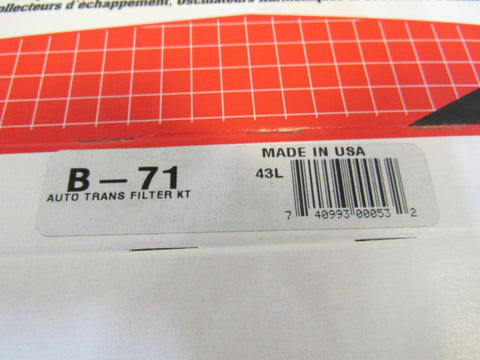 collecteurs d'échappement, oscillateurs harmoniques et
B-71
AUTO TRANS FILTER KT
MADE IN USA
43L
7 40993 00053 2